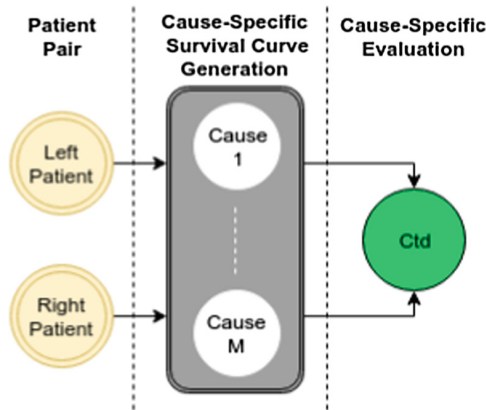 Patient
Pair
Cause-Specific
Survival Curve
Generation
Cause-Specific
Evaluation
Left
Patient
Cause
1
Ctd
Right
Patient
Cause
M